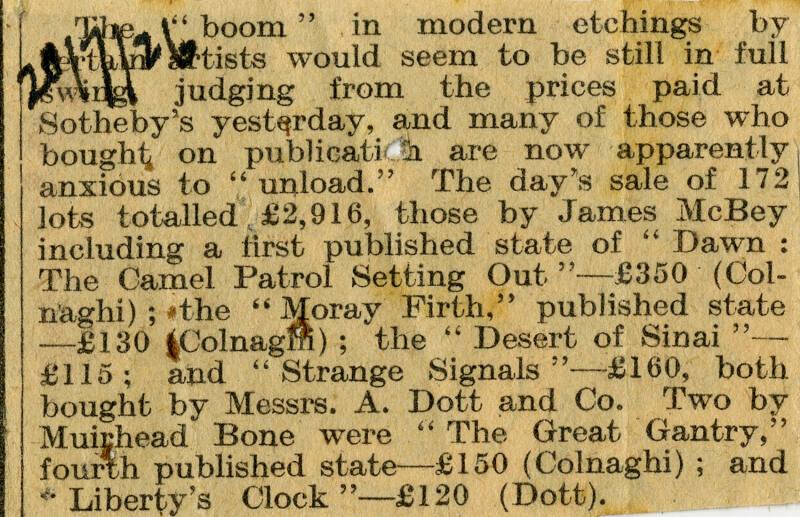 The "boom" in modern etchings by
certain artists would seem to be still in full
swing, judging from the prices paid at
Sotheby's yesterday, and many of those who
bought on publication are now apparently
anxious to "unload." The day's sale of 172
lots totalled £2,916, those by James McBey
including a first published state of "Dawn :
The Camel Patrol Setting Out"—£350 (Col-
naghi) ; the "Moray Firth," published state
—£130 (Colnaghi) ; the "Desert of Sinai"—
£115 ; and "Strange Signals"—£160, both
bought by Messrs. A. Dott and Co. Two by
Muirhead Bone were "The Great Gantry,"
fourth published state—£150 (Colnaghi) ; and
"Liberty's Clock"—£120 (Dott).